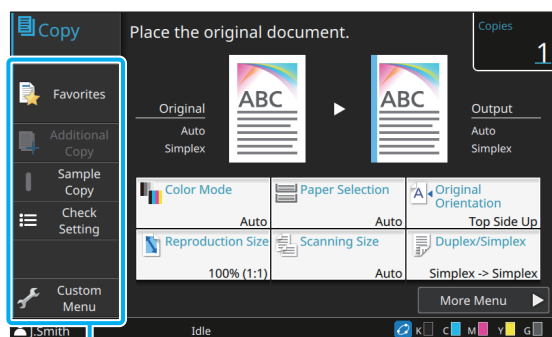 Copy
Place the original document.
Copies
1
Favorites
Additional
Copy
Sample
Copy
Check
Setting
Custom
Menu
Original
Auto
Simplex
ABC
ABC
Output
Auto
Simplex
Color Mode
Auto
Paper Selection
Auto
A
Original
Orientation
Top Side Up
Reproduction Size
100% (1:1)
Scanning Size
Auto
Duplex/Simplex
Simplex -> Simplex
More Menu
J.Smith
Idle
K C M Y G